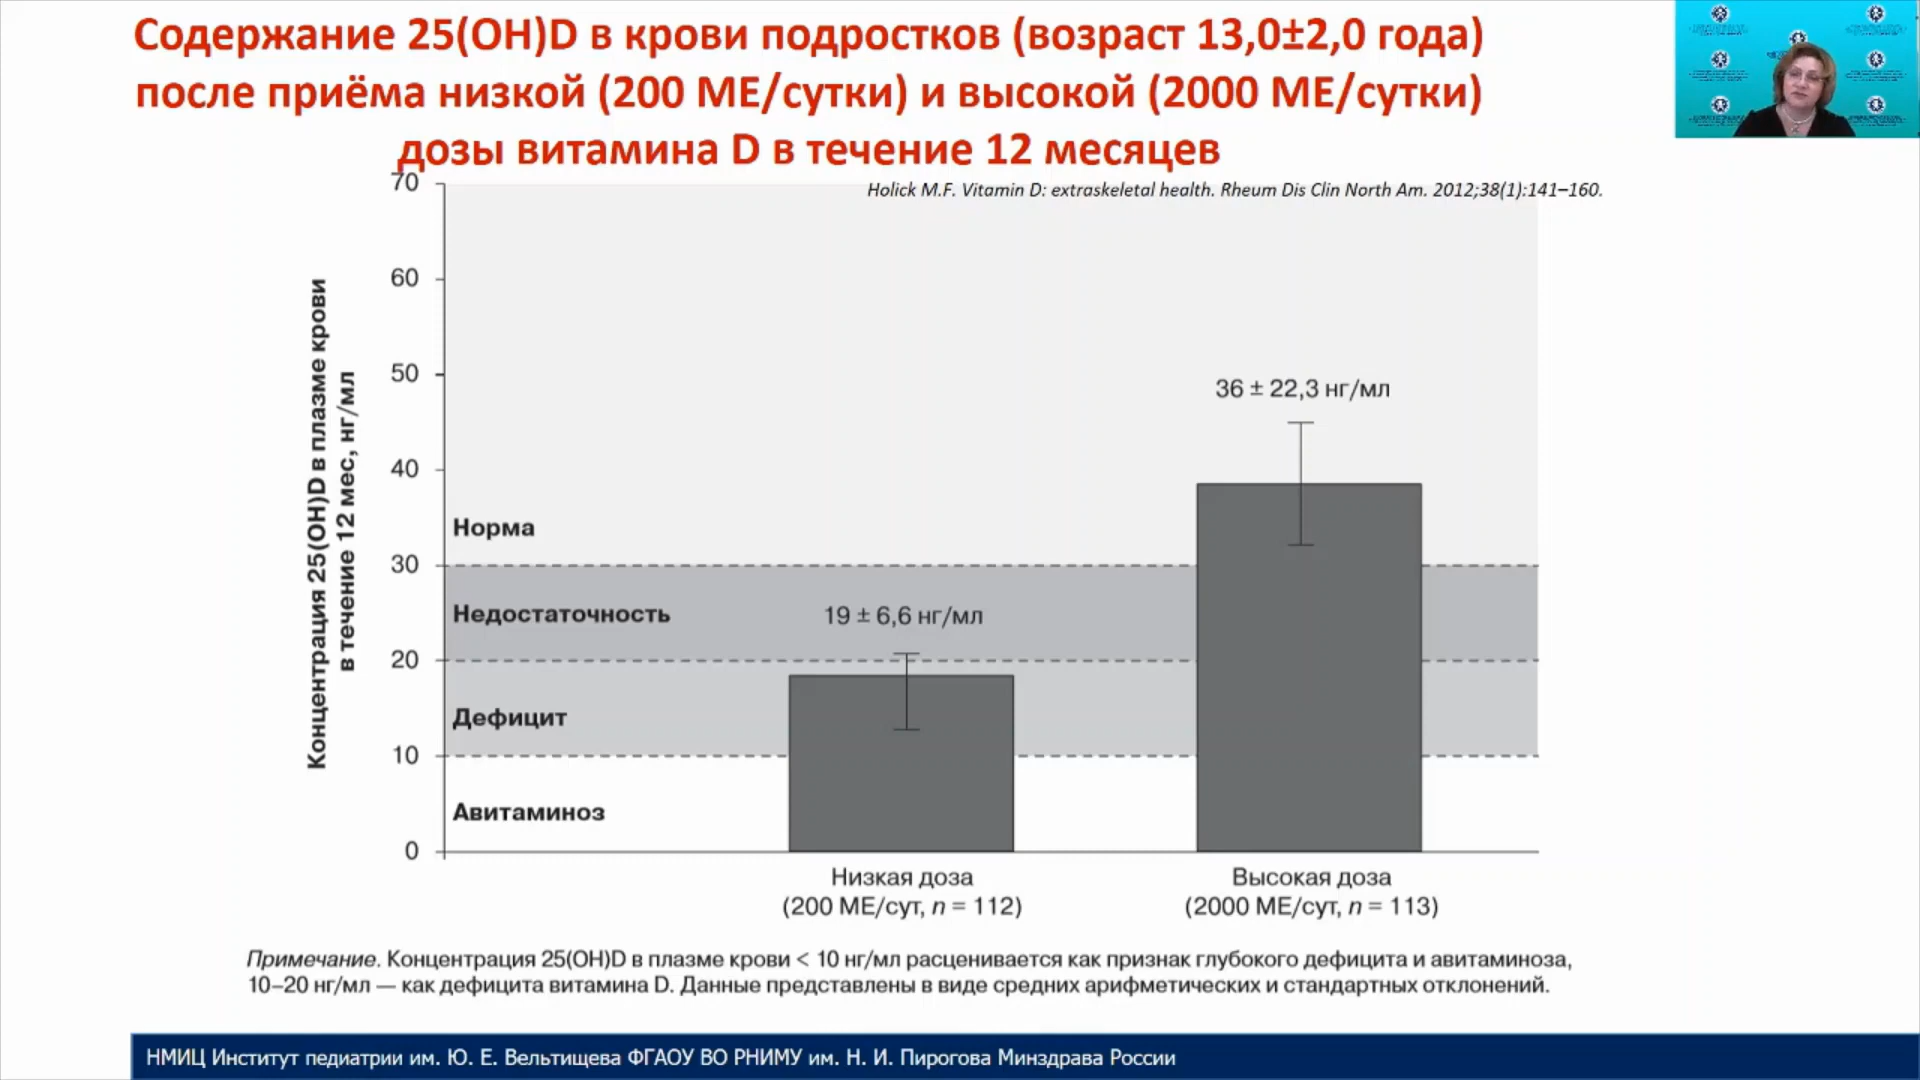 Содержание 25(OH)D в крови подростков (возраст 13,0±2,0 года)
после приёма низкой (200 МЕ/сутки) и высокой (2000 МЕ/сутки)
дозы витамина D в течение 12 месяцев
Holick M.F. Vitamin D: extraskeletal health. Rheum Dis Clin North Am. 2012;38(1):141–160.
Концентрация 25(OH)D в плазме крови
в течение 12 мес, нг/мл
70
60
50
40
30
20
10
0
36 ± 22,3 нг/мл
Норма
Недостаточность
19 ± 6,6 нг/мл
Дефицит
Авитаминоз
Низкая доза
(200 МЕ/сут, n = 112)
Высокая доза
(2000 МЕ/сут, n = 113)
Примечание. Концентрация 25(OH)D в плазме крови < 10 нг/мл расценивается как признак глубокого дефицита и авитаминоза,
10–20 нг/мл — как дефицита витамина D. Данные представлены в виде средних арифметических и стандартных отклонений.
НМИЦ Институт педиатрии им. Ю. Е. Вельтищева ФГАОУ ВО РНИМУ им. Н. И. Пирогова Минздрава России